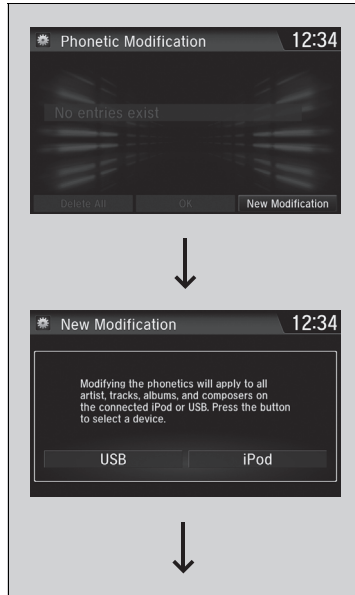 Phonetic Modification 12:34
No entries exist
Delete All OK New Modification
New Modification 12:34
Modifying the phonetics will apply to all
artist, tracks, albums, and composers on
the connected iPod or USB. Press the button
to select a device.
USB iPod